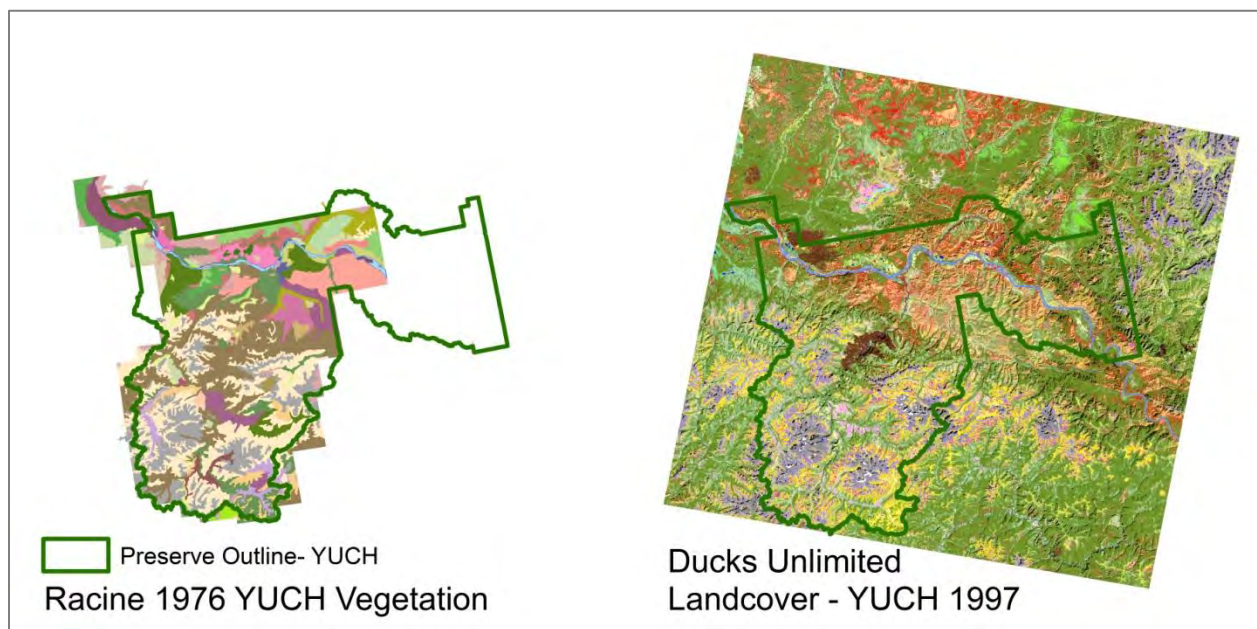 Preserve Outline- YUCH
Racine 1976 YUCH Vegetation
Ducks Unlimited
Landcover - YUCH 1997